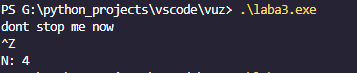 PS G:\python_projects\vscode\vuz> .\laba3.exe
dont stop me now
^Z
N: 4